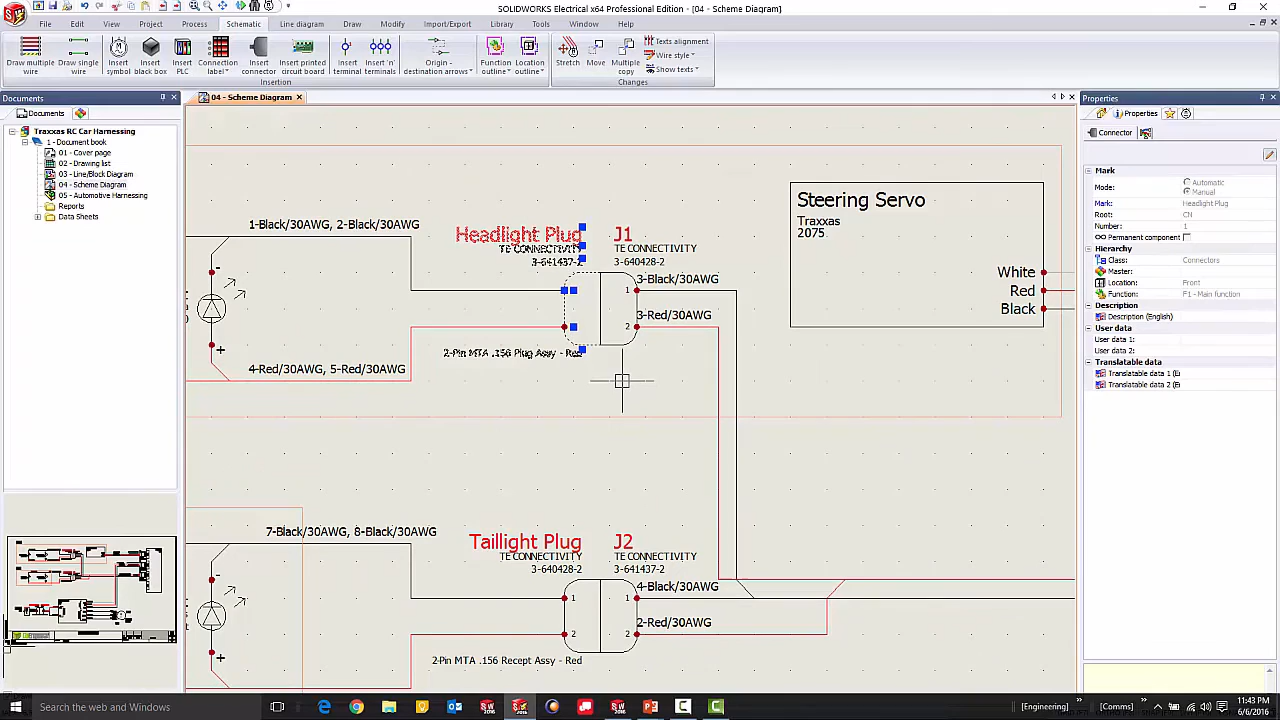 SOLIDWORKS Electrical x64 Professional Edition - [04 - Scheme Diagram]
File Edit View Project Process Schematic Line diagram Draw Modify Import/Export Library Tools Window Help
Draw multiple wire
Draw single wire
Insert symbol
Insert black box
Insert PLC
Connection label
Insert connector
Insert printed circuit board
Insert terminal
Insert 'n' terminals
Origin - destination arrows
Function outline
Location outline
Stretch
Move
Multiple copy
Texts alignment
Wire style
Show texts
Insertion
Changes
Documents
04 - Scheme Diagram
Properties
Documents
Traxxas RC Car Harnessing
1 - Document book
01 - Cover page
02 - Drawing list
03 - Line/Block Diagram
04 - Scheme Diagram
05 - Automotive Harnessing
Reports
Data Sheets
1-Black/30AWG, 2-Black/30AWG
Headlight Plug
TE CONNECTIVITY
3-641437-2
J1
TE CONNECTIVITY
3-640428-2
3-Black/30AWG
1
3-Red/30AWG
2
-
+
2-Pin MTA .156 Plug Assy - Red
4-Red/30AWG, 5-Red/30AWG
Steering Servo
Traxxas
2075
White
Red
Black
7-Black/30AWG, 8-Black/30AWG
Taillight Plug
TE CONNECTIVITY
3-640428-2
J2
TE CONNECTIVITY
3-641437-2
4-Black/30AWG
1 1
2-Red/30AWG
2 2
-
+
2-Pin MTA .156 Recept Assy - Red
Properties
Connector
Mark
Mode: Automatic
Manual
Mark: Headlight Plug
Root: CN
Number: 1
Permanent component
Hierarchy
Class: Connectors
Master:
Location: Front
Function: F1 - Main function
Description
Description (English)
User data
User data 1:
User data 2:
Translatable data
Translatable data 1 (E
Translatable data 2 (E
Search the web and Windows
[Engineering]
[Comms]
11:43 PM
6/6/2016